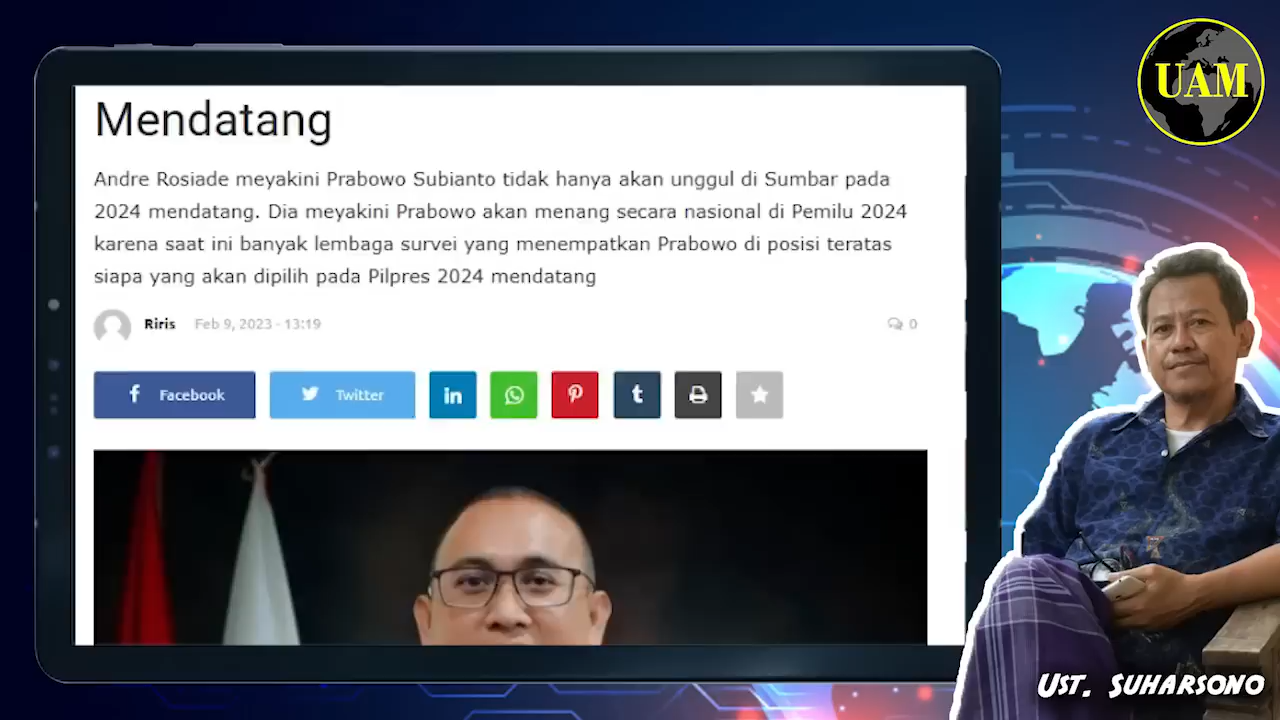 Mendatang
Andre Rosiade meyakini Prabowo Subianto tidak hanya akan unggul di Sumbar pada
2024 mendatang. Dia meyakini Prabowo akan menang secara nasional di Pemilu 2024
karena saat ini banyak lembaga survei yang menempatkan Prabowo di posisi teratas
siapa yang akan dipilih pada Pilpres 2024 mendatang
Riris Feb 9, 2023 - 13:19 0
f Facebook Twitter in t
UAM
UST. SUHARSONO